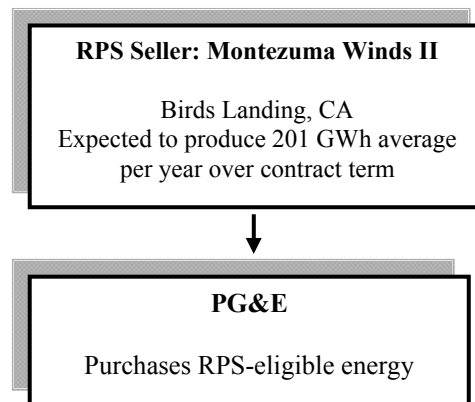 RPS Seller: Montezuma Winds II
Birds Landing, CA
Expected to produce 201 GWh average
per year over contract term
PG&E
Purchases RPS-eligible energy